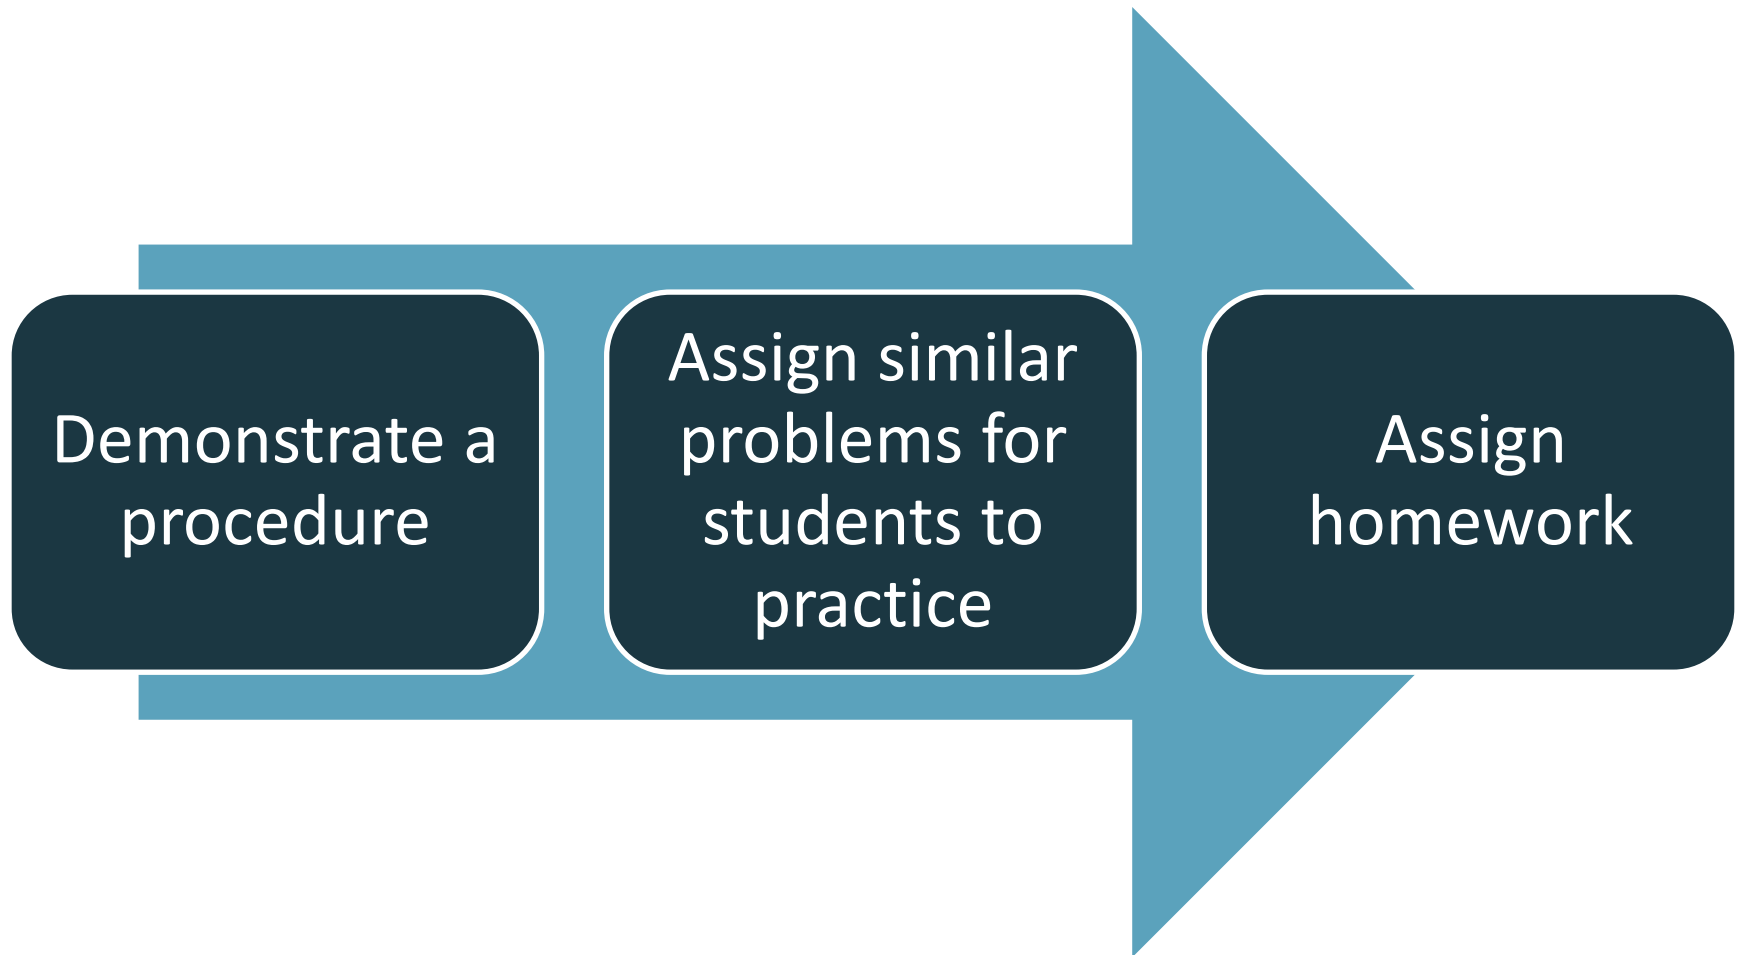 Demonstrate a
procedure
Assign similar
problems for
students to
practice
Assign
homework